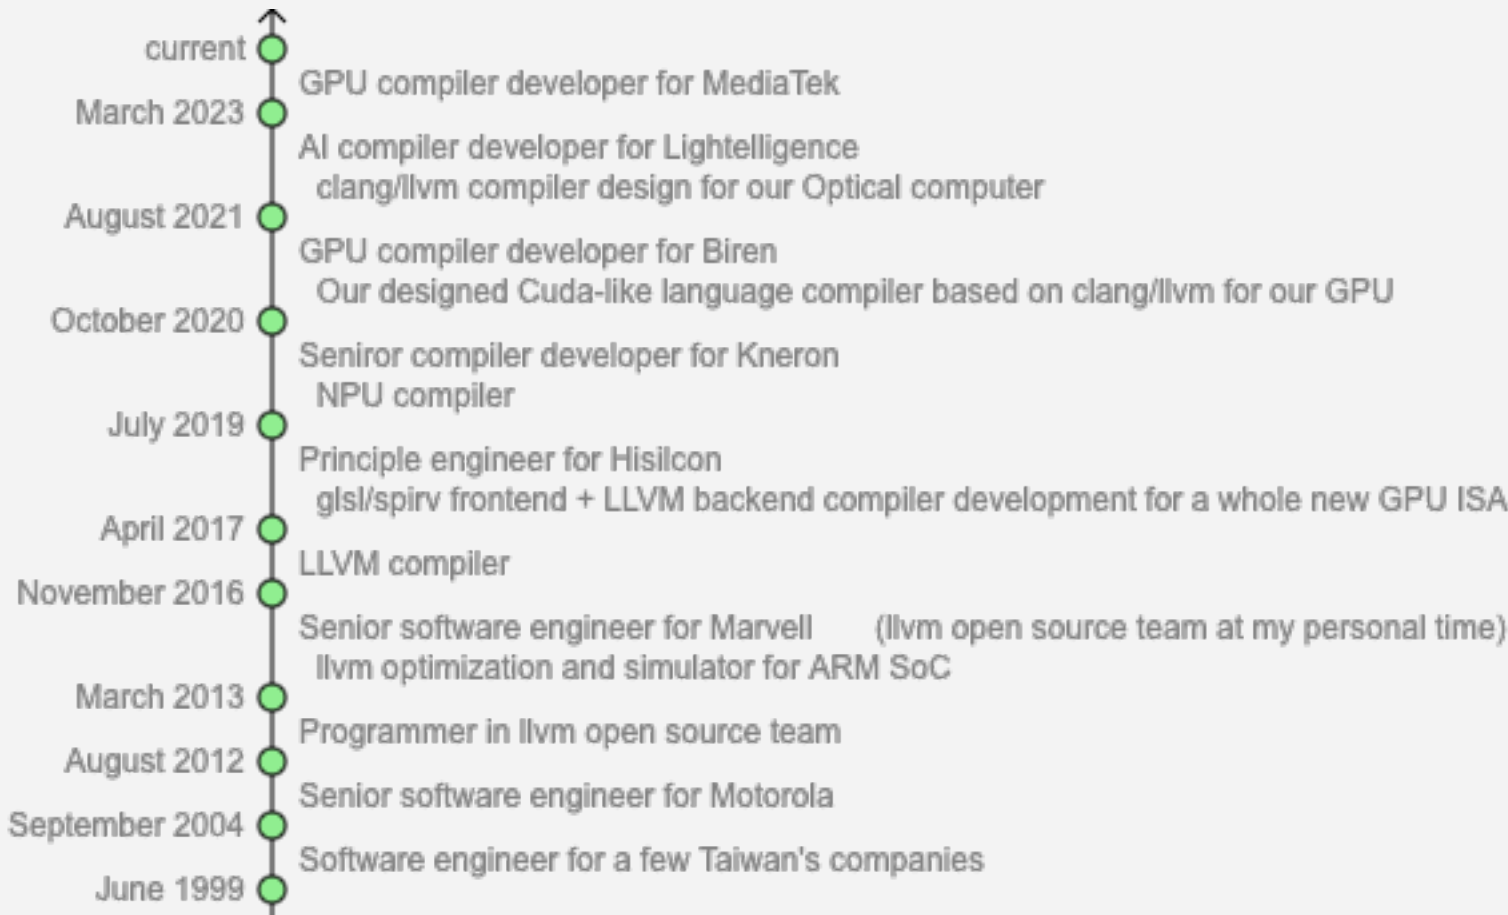 current
GPU compiler developer for MediaTek
March 2023
AI compiler developer for Lightelligence
clang/llvm compiler design for our Optical computer
August 2021
GPU compiler developer for Biren
Our designed Cuda-like language compiler based on clang/llvm for our GPU
October 2020
Seniror compiler developer for Kneron
NPU compiler
July 2019
Principle engineer for Hisilcon
glsl/spirv frontend + LLVM backend compiler development for a whole new GPU ISA
April 2017
LLVM compiler
November 2016
Senior software engineer for Marvell (llvm open source team at my personal time)
llvm optimization and simulator for ARM SoC
March 2013
Programmer in llvm open source team
August 2012
Senior software engineer for Motorola
September 2004
Software engineer for a few Taiwan's companies
June 1999